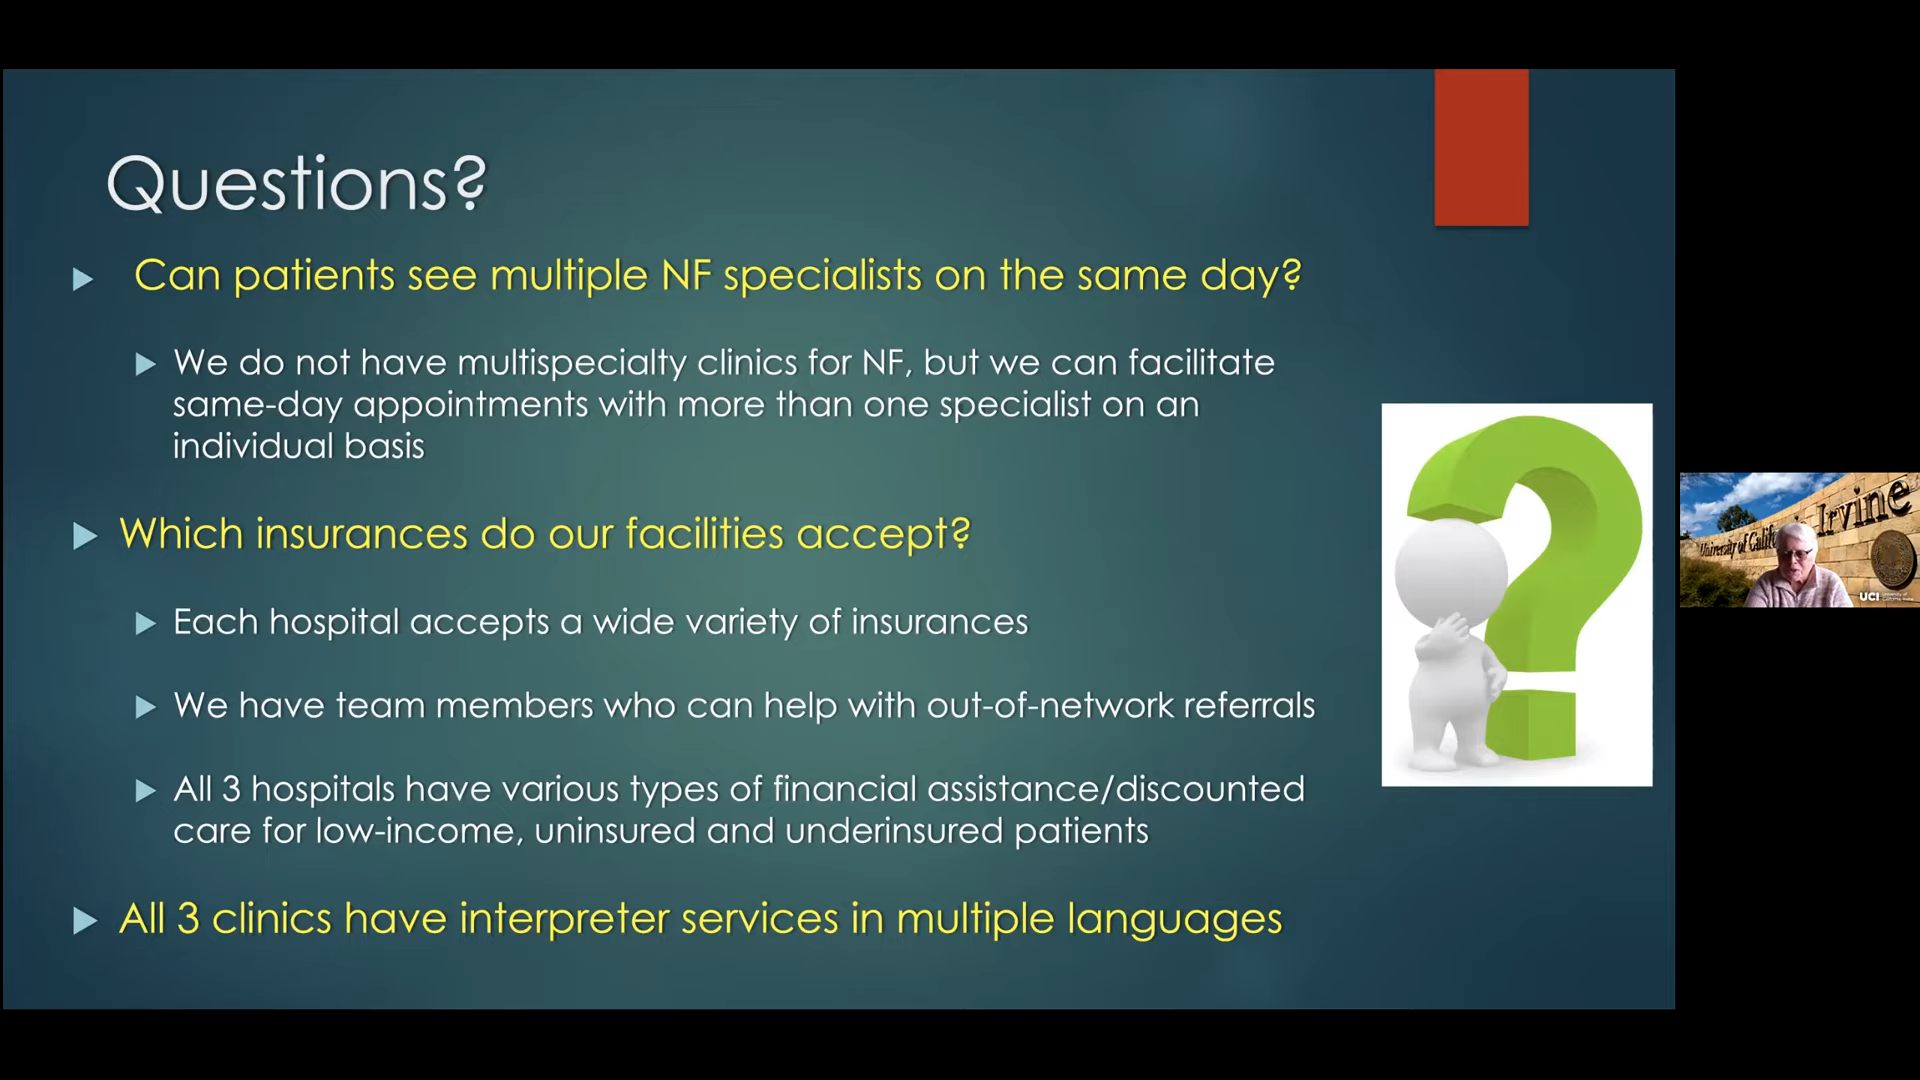 Questions?
Can patients see multiple NF specialists on the same day?
We do not have multispecialty clinics for NF, but we can facilitate
same-day appointments with more than one specialist on an
individual basis
Which insurances do our facilities accept?
Each hospital accepts a wide variety of insurances
We have team members who can help with out-of-network referrals
All 3 hospitals have various types of financial assistance/discounted
care for low-income, uninsured and underinsured patients
All 3 clinics have interpreter services in multiple languages
Irvine
University of
UCI